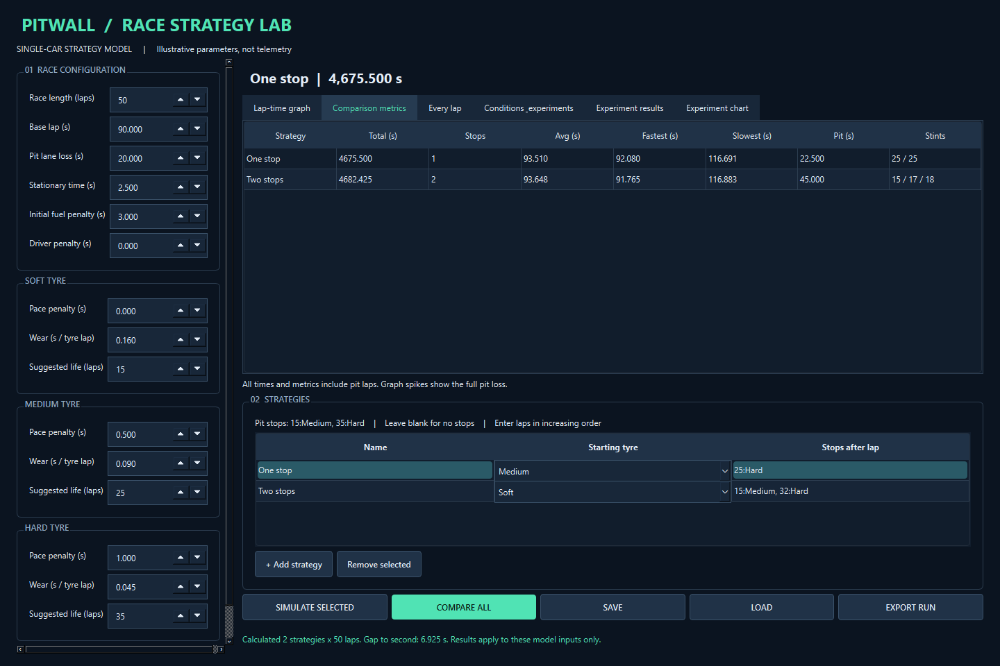 PITWALL / RACE STRATEGY LAB
SINGLE-CAR STRATEGY MODEL | Illustrative parameters, not telemetry
01 RACE CONFIGURATION
Race length (laps) 50
Base lap (s) 90.000
Pit lane loss (s) 20.000
Stationary time (s) 2.500
Initial fuel penalty (s) 3.000
Driver penalty (s) 0.000
SOFT TYRE
Pace penalty (s) 0.000
Wear (s / tyre lap) 0.160
Suggested life (laps) 15
MEDIUM TYRE
Pace penalty (s) 0.500
Wear (s / tyre lap) 0.090
Suggested life (laps) 25
HARD TYRE
Pace penalty (s) 1.000
Wear (s / tyre lap) 0.045
Suggested life (laps) 35
One stop | 4,675.500 s
Lap-time graph Comparison metrics Every lap Conditions_experiments Experiment results Experiment chart
Strategy Total (s) Stops Avg (s) Fastest (s) Slowest (s) Pit (s) Stints
One stop 4675.500 1 93.510 92.080 116.691 22.500 25 / 25
Two stops 4682.425 2 93.648 91.765 116.883 45.000 15 / 17 / 18
All times and metrics include pit laps. Graph spikes show the full pit loss.
02 STRATEGIES
Pit stops: 15:Medium, 35:Hard | Leave blank for no stops | Enter laps in increasing order
Name Starting tyre Stops after lap
One stop Medium 25:Hard
Two stops Soft 15:Medium, 32:Hard
+ Add strategy Remove selected
SIMULATE SELECTED COMPARE ALL SAVE LOAD EXPORT RUN
Calculated 2 strategies x 50 laps. Gap to second: 6.925 s. Results apply to these model inputs only.